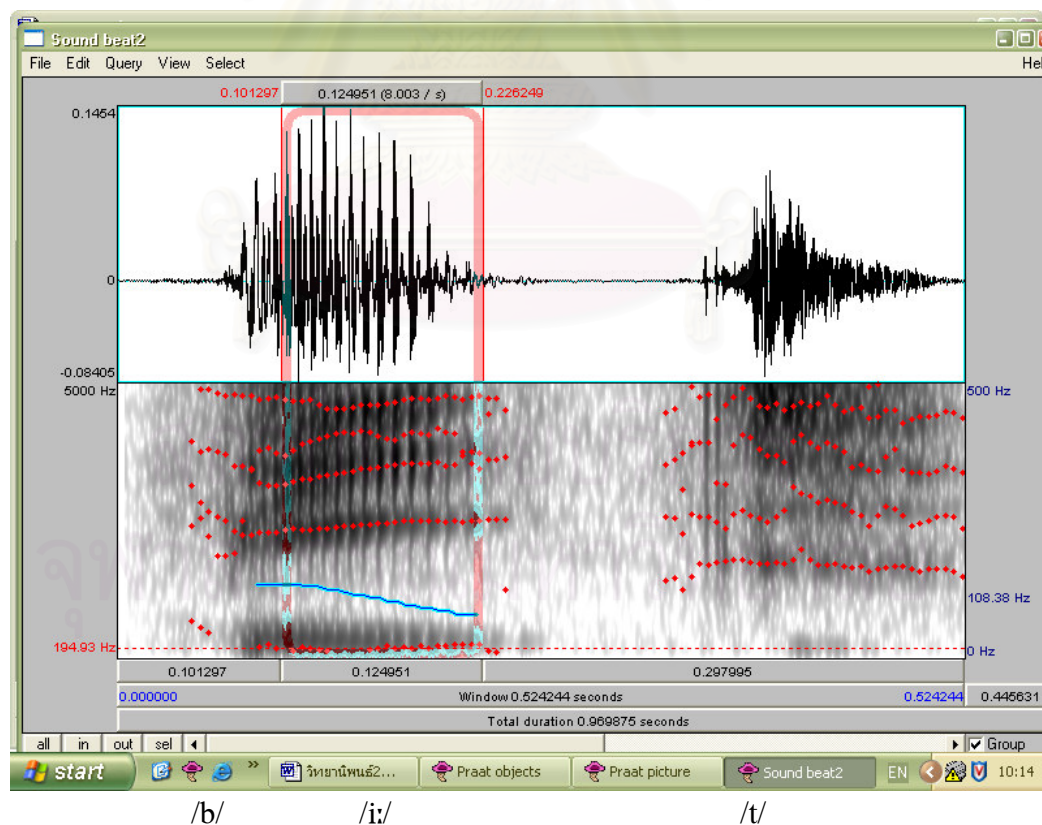 Sound beat2
File Edit Query View Select Hel
0.101297 0.124951 (8.003 / s) 0.226249
0.1454
0
-0.08405
5000 Hz 500 Hz
108.38 Hz
194.93 Hz 0 Hz
0.101297 0.124951 0.297995
0.000000 Window 0.524244 seconds 0.524244 0.445631
Total duration 0.969875 seconds
all in out sel Group
start วิทยานิพนธ์2... Praat objects Praat picture Sound beat2 EN 10:14
/b/ /iː/ /t/